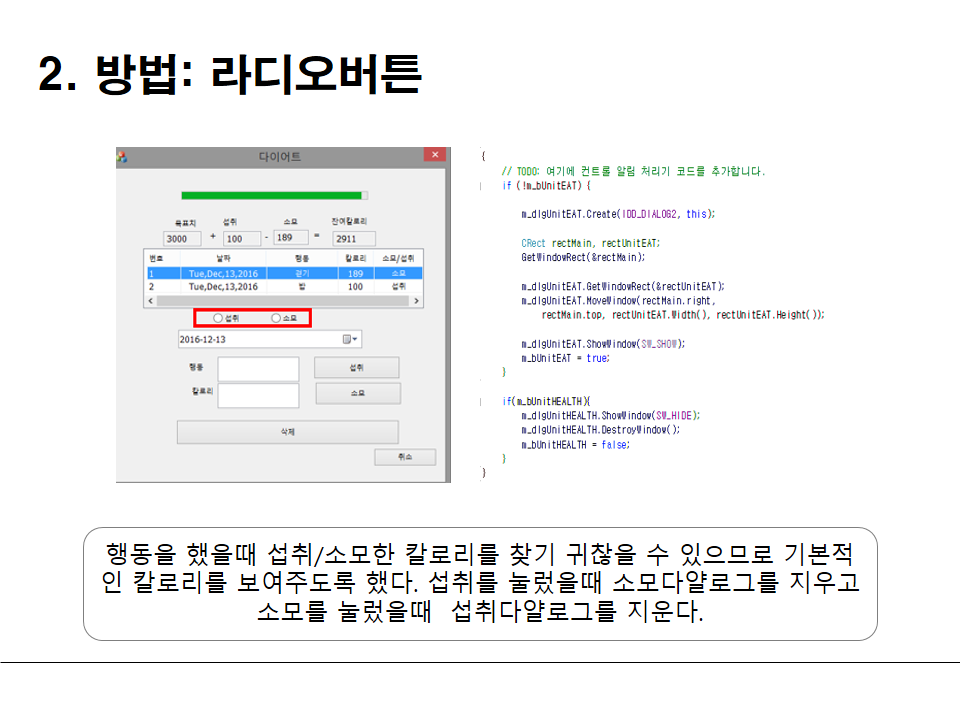 2. 방법: 라디오버튼
다이어트
목표치 섭취 소모 잔여칼로리
3000 + 100 - 189 = 2911
번호 날짜 행동 칼로리 소모/섭취
1 Tue,Dec,13,2016 걷기 189 소모
2 Tue,Dec,13,2016 밥 100 섭취
섭취 소모
2016-12-13
행동 섭취
칼로리 소모
삭제
취소
{
// TODO: 여기에 컨트롤 알림 처리기 코드를 추가합니다.
if (!m_bUnitEAT) {
m_dlgUnitEAT.Create(IDD_DIALOG2, this);
CRect rectMain, rectUnitEAT;
GetWindowRect(&rectMain);
m_dlgUnitEAT.GetWindowRect(&rectUnitEAT);
m_dlgUnitEAT.MoveWindow(rectMain.right,
rectMain.top, rectUnitEAT.Width(), rectUnitEAT.Height());
m_dlgUnitEAT.ShowWindow(SW_SHOW);
m_bUnitEAT = true;
}
if(m_bUnitHEALTH){
m_dlgUnitHEALTH.ShowWindow(SW_HIDE);
m_dlgUnitHEALTH.DestroyWindow();
m_bUnitHEALTH = false;
}
}
행동을 했을때 섭취/소모한 칼로리를 찾기 귀찮을 수 있으므로 기본적
인 칼로리를 보여주도록 했다. 섭취를 눌렀을때 소모다얄로그를 지우고
소모를 눌렀을때 섭취다얄로그를 지운다.